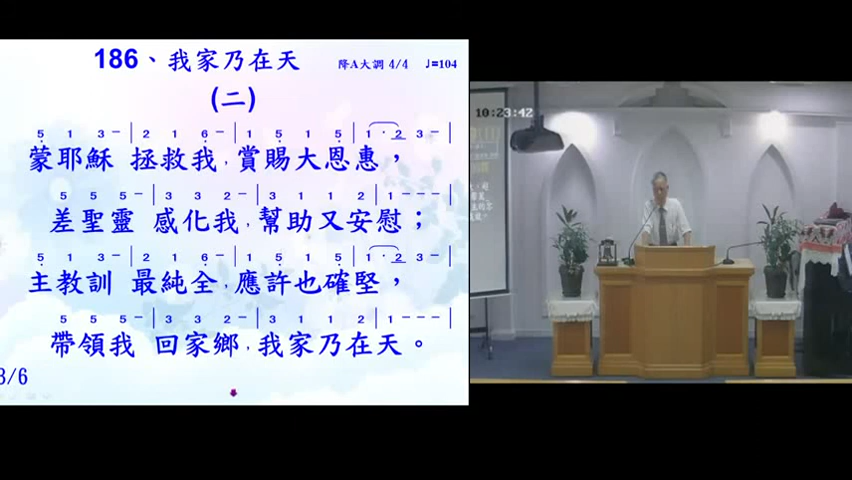 186、我家乃在天 降A大調 4/4 ♩=104
(二)
5 1 3 - | 2 1 6 - | 1 5 1 5 | 1 · 2 3 - |
蒙耶穌 拯救我，賞賜大恩惠，
5 5 5 - | 3 3 2 - | 3 1 1 2 | 1 - - - |
差聖靈 感化我，幫助又安慰；
5 1 3 - | 2 1 6 - | 1 5 1 5 | 1 · 2 3 - |
主教訓 最純全，應許也確堅，
5 5 5 - | 3 3 2 - | 3 1 1 2 | 1 - - - |
帶領我 回家鄉，我家乃在天。
3/6
10:23:42